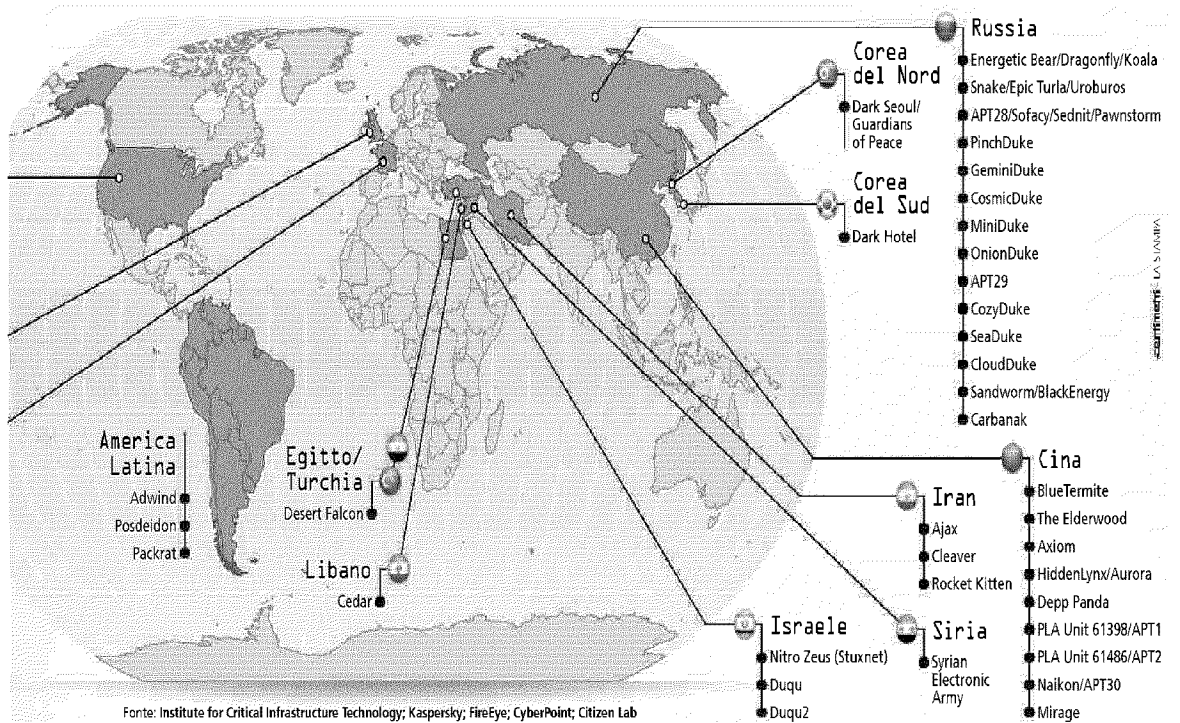 Russia
Energetic Bear/Dragonfly/Koala
Snake/Epic Turla/Uroburos
APT28/Sofacy/Sednit/Pawnstorm
PinchDuke
GeminiDuke
CosmicDuke
MiniDuke
OnionDuke
APT29
CozyDuke
SeaDuke
CloudDuke
Sandworm/BlackEnergy
Carbanak
Corea
del Nord
Dark Seoul/
Guardians
of Peace
Corea
del Sud
Dark Hotel
centimetri - LA STAMPA
America
Latina
Adwind
Posdeidon
Packrat
Egitto/
Turchia
Desert Falcon
Libano
Cedar
Israele
Nitro Zeus (Stuxnet)
Duqu
Duqu2
Iran
Ajax
Cleaver
Rocket Kitten
Siria
Syrian
Electronic
Army
Cina
BlueTermite
The Elderwood
Axiom
HiddenLynx/Aurora
Depp Panda
PLA Unit 61398/APT1
PLA Unit 61486/APT2
Naikon/APT30
Mirage
Fonte: Institute for Critical Infrastructure Technology; Kaspersky; FireEye; CyberPoint; Citizen Lab